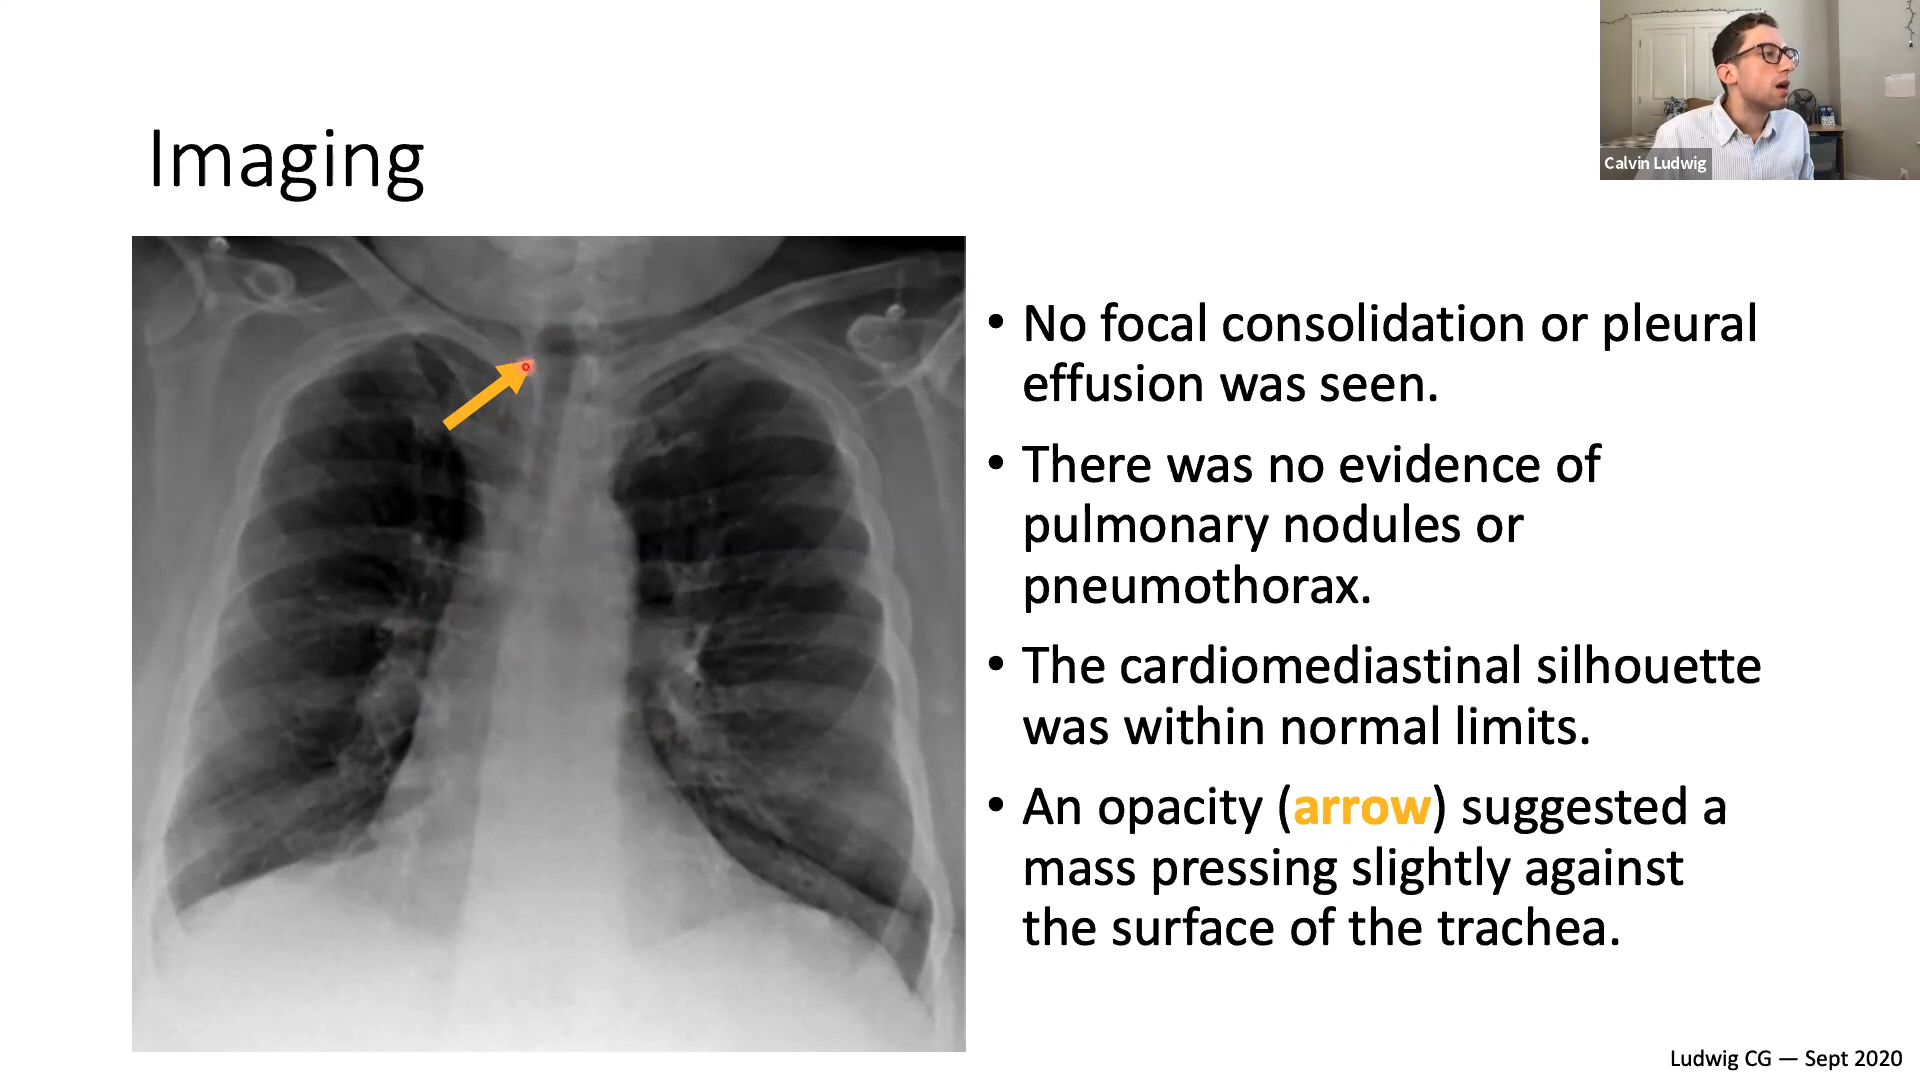 Calvin Ludwig
Imaging
• No focal consolidation or pleural
effusion was seen.
• There was no evidence of
pulmonary nodules or
pneumothorax.
• The cardiomediastinal silhouette
was within normal limits.
• An opacity (arrow) suggested a
mass pressing slightly against
the surface of the trachea.
Ludwig CG — Sept 2020